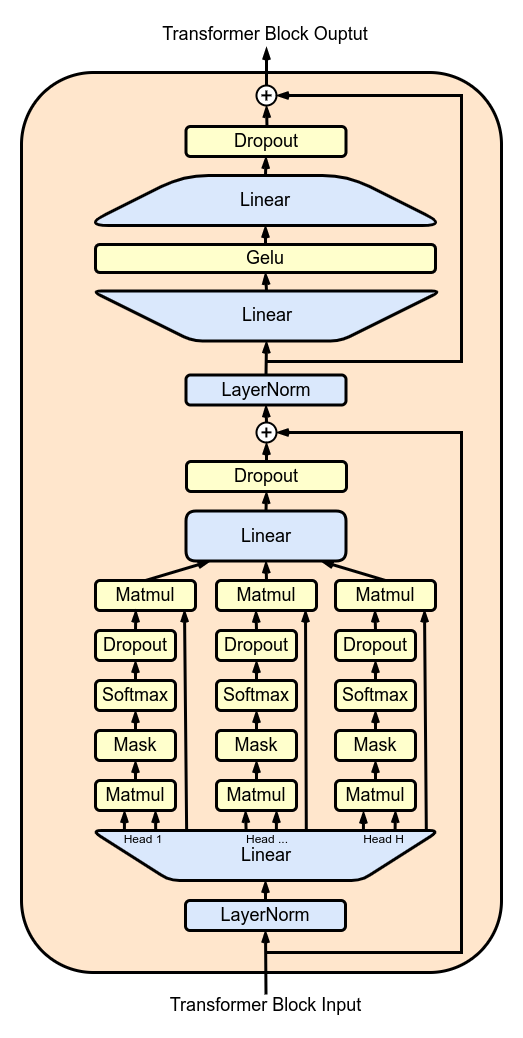 Transformer Block Ouptut
Dropout
Linear
Gelu
Linear
LayerNorm
Dropout
Linear
Matmul Matmul Matmul
Dropout Dropout Dropout
Softmax Softmax Softmax
Mask Mask Mask
Matmul Matmul Matmul
Head 1 Head ... Head H
Linear
LayerNorm
Transformer Block Input